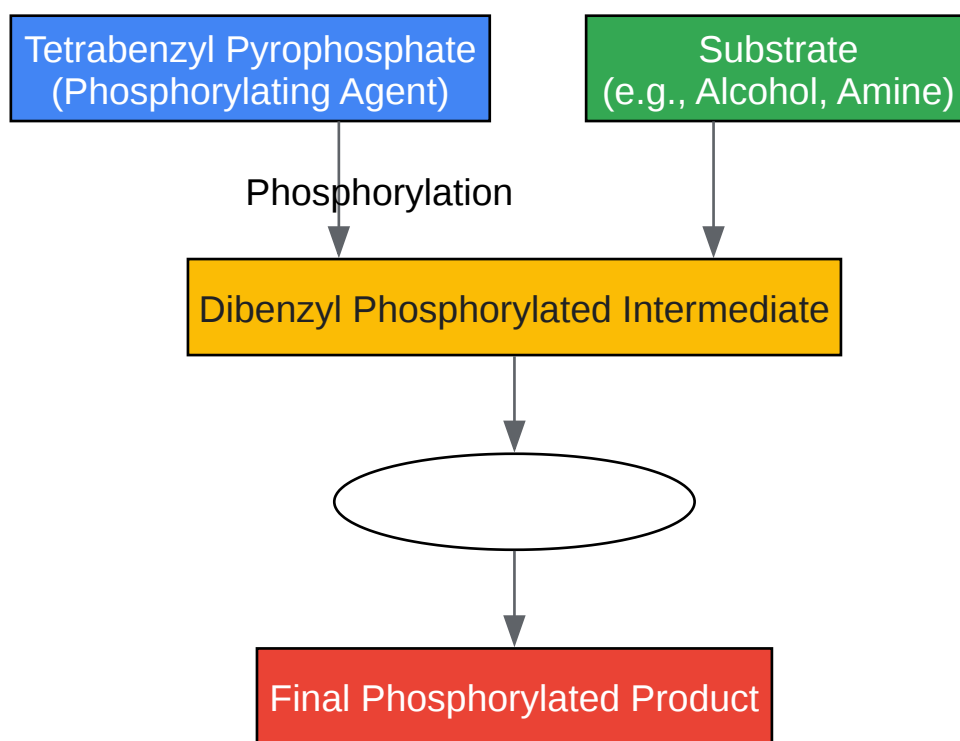 Tetrabenzyl Pyrophosphate
(Phosphorylating Agent)
Substrate
(e.g., Alcohol, Amine)
Phosphorylation
Dibenzyl Phosphorylated Intermediate
Final Phosphorylated Product